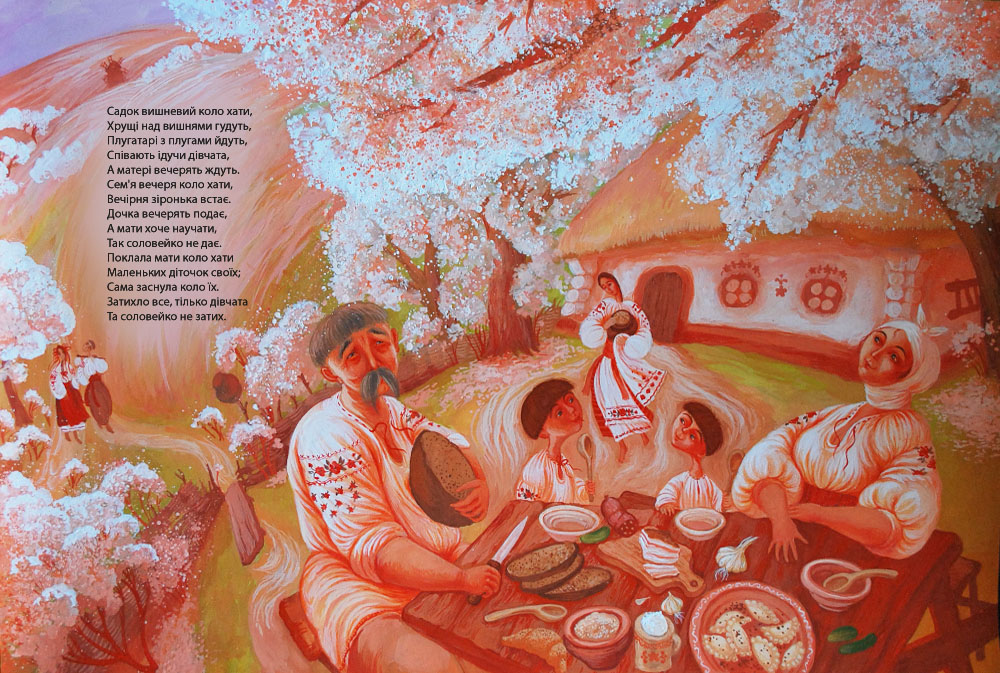 Садок вишневий коло хати,
Хрущі над вишнями гудуть,
Плугатарі з плугами йдуть,
Співають ідучи дівчата,
А матері вечерять ждуть.
Сем'я вечеря коло хати,
Вечірня зіронька встає.
Дочка вечерять подає,
А мати хоче научати,
Так соловейко не дає.
Поклала мати коло хати
Маленьких діточок своїх;
Сама заснула коло їх.
Затихло все, тілько дівчата
Та соловейко не затих.